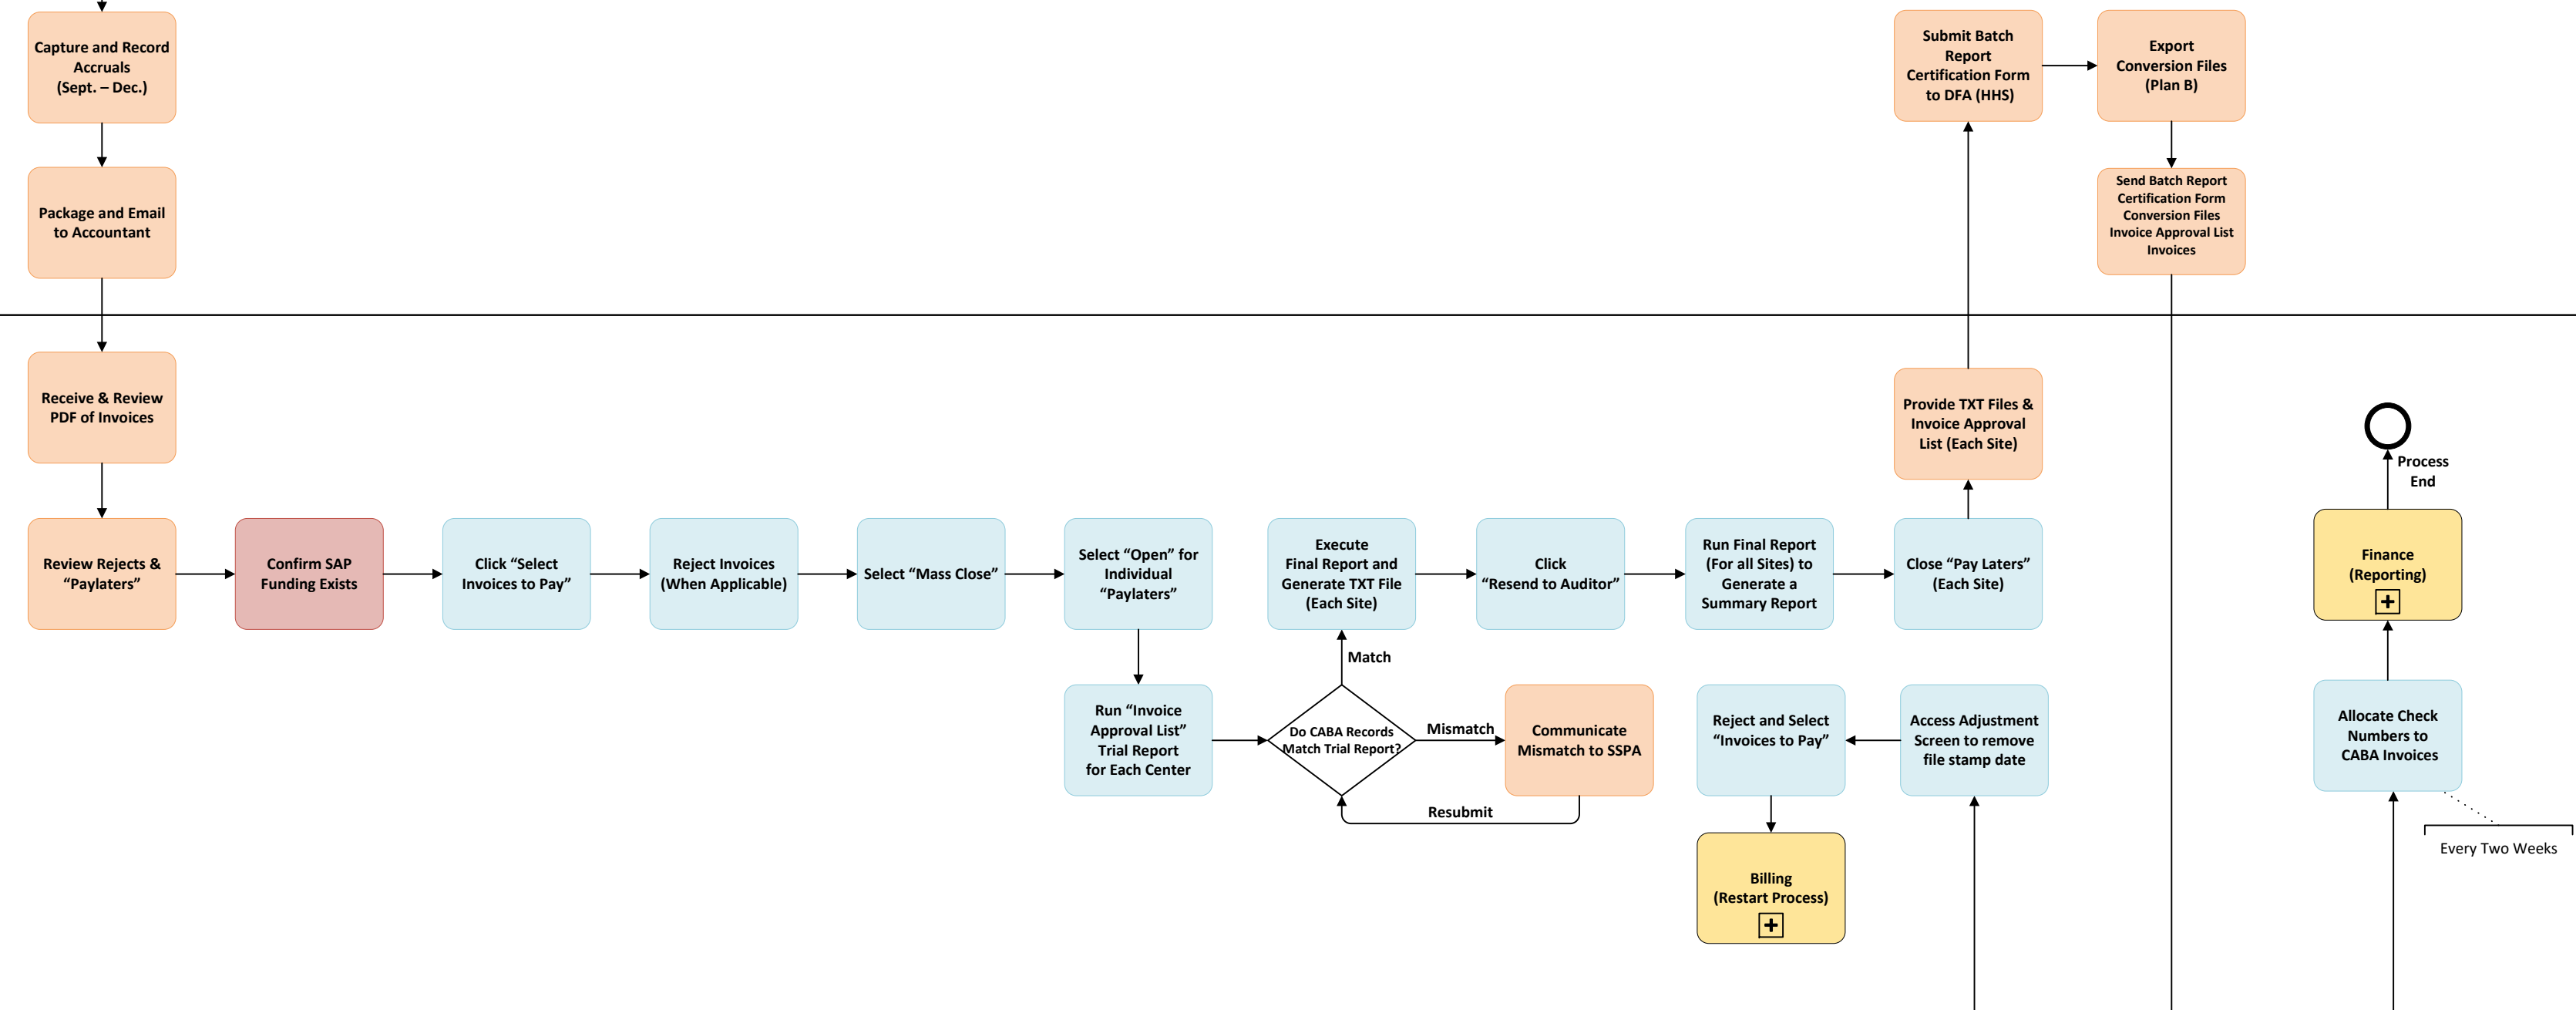 Capture and Record
Accruals
(Sept. – Dec.)
Submit Batch
Report
Certification Form
to DFA (HHS)
Export
Conversion Files
(Plan B)
Package and Email
to Accountant
Send Batch Report
Certification Form
Conversion Files
Invoice Approval List
Invoices
Receive & Review
PDF of Invoices
Provide TXT Files &
Invoice Approval
List (Each Site)
Process
End
Review Rejects &
“Paylaters”
Confirm SAP
Funding Exists
Click “Select
Invoices to Pay”
Reject Invoices
(When Applicable)
Select “Mass Close”
Select “Open” for
Individual
“Paylaters”
Execute
Final Report and
Generate TXT File
(Each Site)
Click
“Resend to Auditor”
Run Final Report
(For all Sites) to
Generate a
Summary Report
Close “Pay Laters”
(Each Site)
Finance
(Reporting)
Match
Run “Invoice
Approval List”
Trial Report
for Each Center
Do CABA Records
Match Trial Report?
Mismatch
Communicate
Mismatch to SSPA
Resubmit
Reject and Select
“Invoices to Pay”
Access Adjustment
Screen to remove
file stamp date
Allocate Check
Numbers to
CABA Invoices
Every Two Weeks
Billing
(Restart Process)